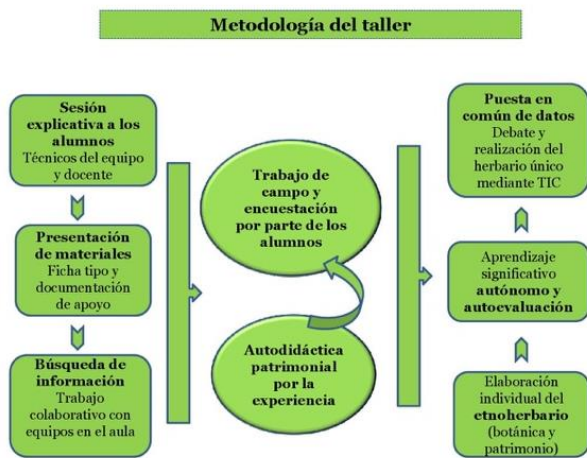 Metodología del taller
Sesión
explicativa a los
alumnos
Técnicos del equipo
y docente
Presentación
de materiales
Ficha tipo y
documentación
de apoyo
Búsqueda de
información
Trabajo
colaborativo con
equipos en el aula
Trabajo de
campo y
encuestación
por parte de los
alumnos
Autodidáctica
patrimonial
por la
experiencia
Puesta en
común de datos
Debate y
realización del
herbario único
mediante TIC
Aprendizaje
significativo
autónomo y
autoevaluación
Elaboración
individual del
etnoherbario
(botánica y
patrimonio)